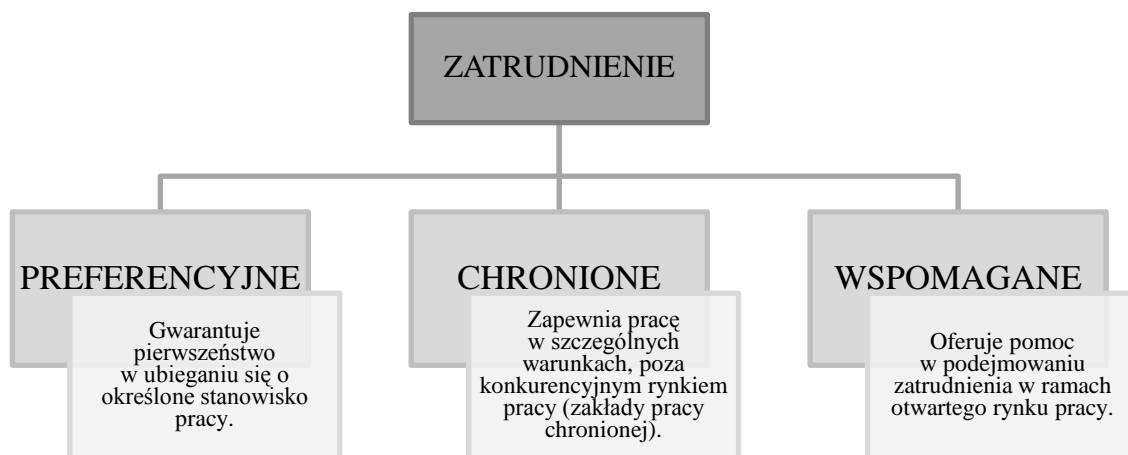 ZATRUDNIENIE
PREFERENCYJNE
Gwarantuje
pierwszeństwo
w ubieganiu się o
określone stanowisko
pracy.
CHRONIONE
Zapewnia pracę
w szczególnych
warunkach, poza
konkurencyjnym rynkiem
pracy (zakłady pracy
chronionej).
WSPOMAGANE
Oferuje pomoc
w podejmowaniu
zatrudnienia w ramach
otwartego rynku pracy.